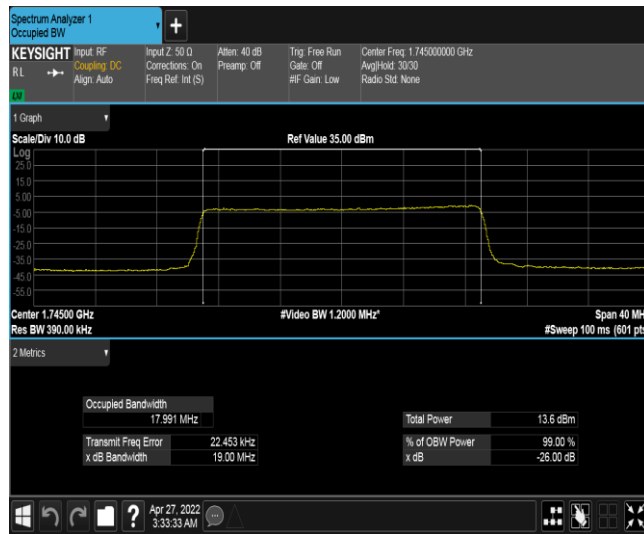 Spectrum Analyzer 1
Occupied BW
+
KEYSIGHT Input: RF Input Z: 50 Ω Atten: 40 dB Trig: Free Run Center Freq: 1.745000000 GHz
RL Coupling: DC Corrections: On Preamp: Off Gate: Off Avg|Hold: 30/30
Align: Auto Freq Ref: Int (S) #IF Gain: Low Radio Std: None
1 Graph
Scale/Div 10.0 dB Ref Value 35.00 dBm
Log
25.0
15.0
5.00
-5.00
-15.0
-25.0
-35.0
-45.0
-55.0
Center 1.74500 GHz #Video BW 1.2000 MHz* Span 40 MH
Res BW 390.00 kHz #Sweep 100 ms (601 pts
2 Metrics
Occupied Bandwidth
17.991 MHz Total Power 13.6 dBm
Transmit Freq Error 22.453 kHz % of OBW Power 99.00 %
x dB Bandwidth 19.00 MHz x dB -26.00 dB
? Apr 27, 2022
3:33:33 AM